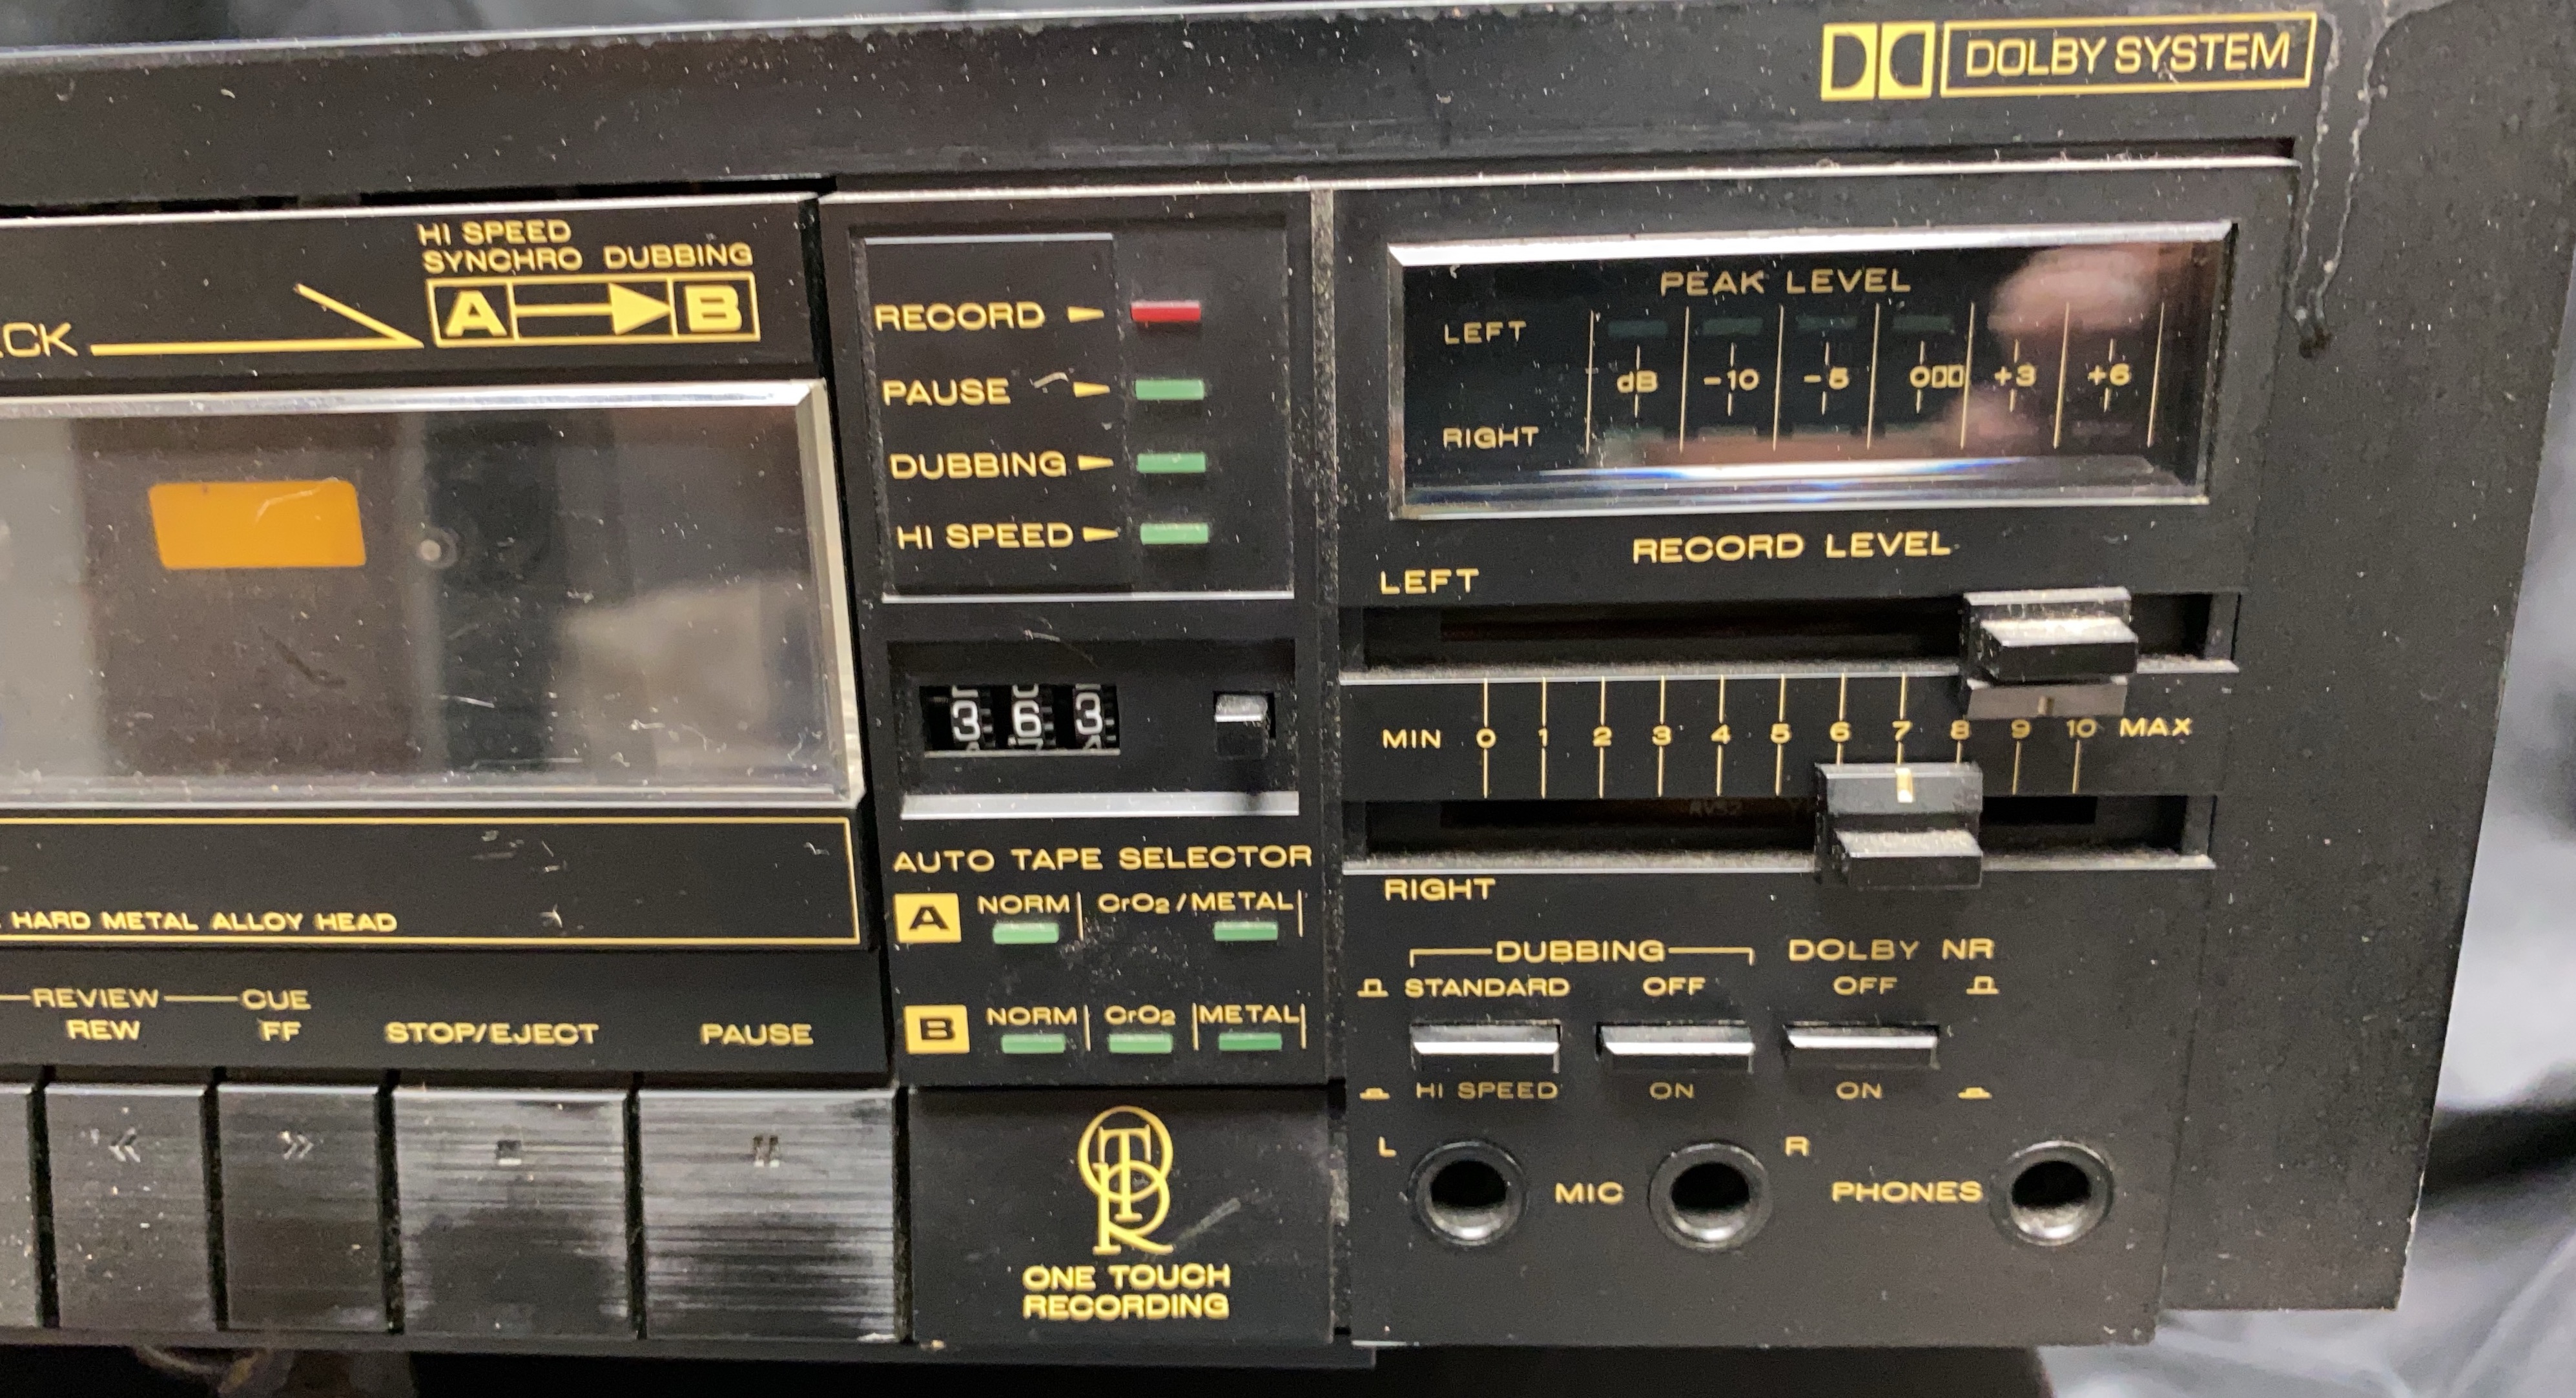 DOLBY SYSTEM
HI SPEED
SYNCHRO DUBBING
A B
ECK
HARD METAL ALLOY HEAD
REVIEW CUE
REW FF STOP/EJECT PAUSE
RECORD
PAUSE
DUBBING
HI SPEED
3 6 3
AUTO TAPE SELECTOR
A NORM CrO2/METAL
B NORM CrO2 METAL
OTR
ONE TOUCH
RECORDING
PEAK LEVEL
LEFT
dB -10 -5 0 +3 +6
RIGHT
RECORD LEVEL
LEFT
MIN 0 1 2 3 4 5 6 7 8 9 10 MAX
RIGHT
DUBBING DOLBY NR
STANDARD OFF OFF
HI SPEED ON ON
L MIC R PHONES